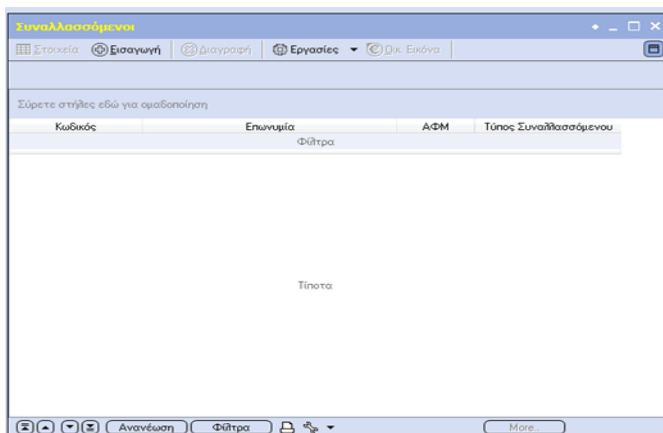 Συναλλασσόμενοι
Στοιχεία Εισαγωγή Διαγραφή Εργασίες Οικ. Εικόνα
Σύρετε στήλες εδώ για ομαδοποίηση
Κωδικός Επωνυμία ΑΦΜ Τύπος Συναλλασσόμενου
Φίλτρα
Τίποτα
Ανανέωση Φίλτρα More..